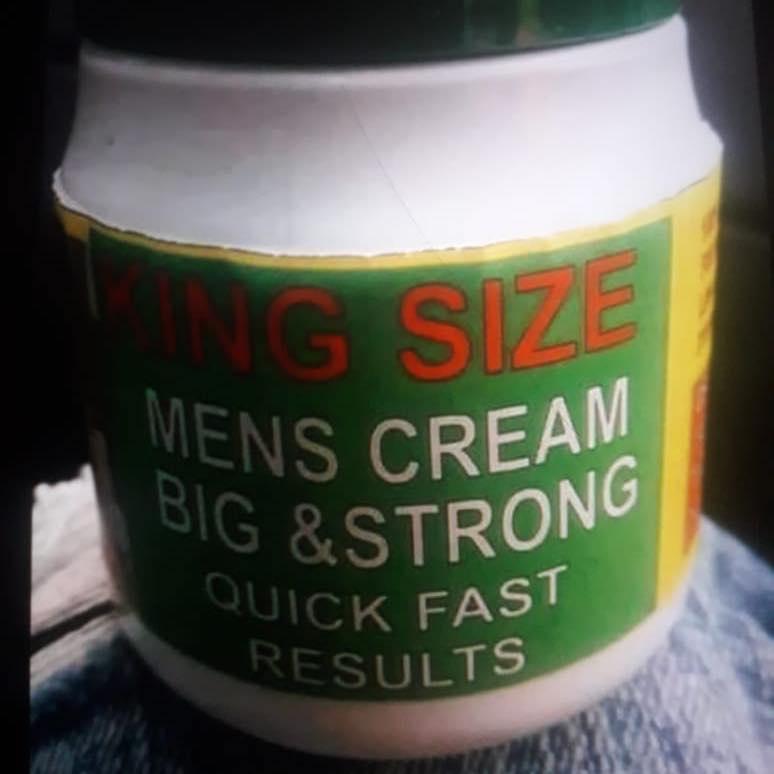 KING SIZE
MENS CREAM
BIG &STRONG
QUICK FAST
RESULTS